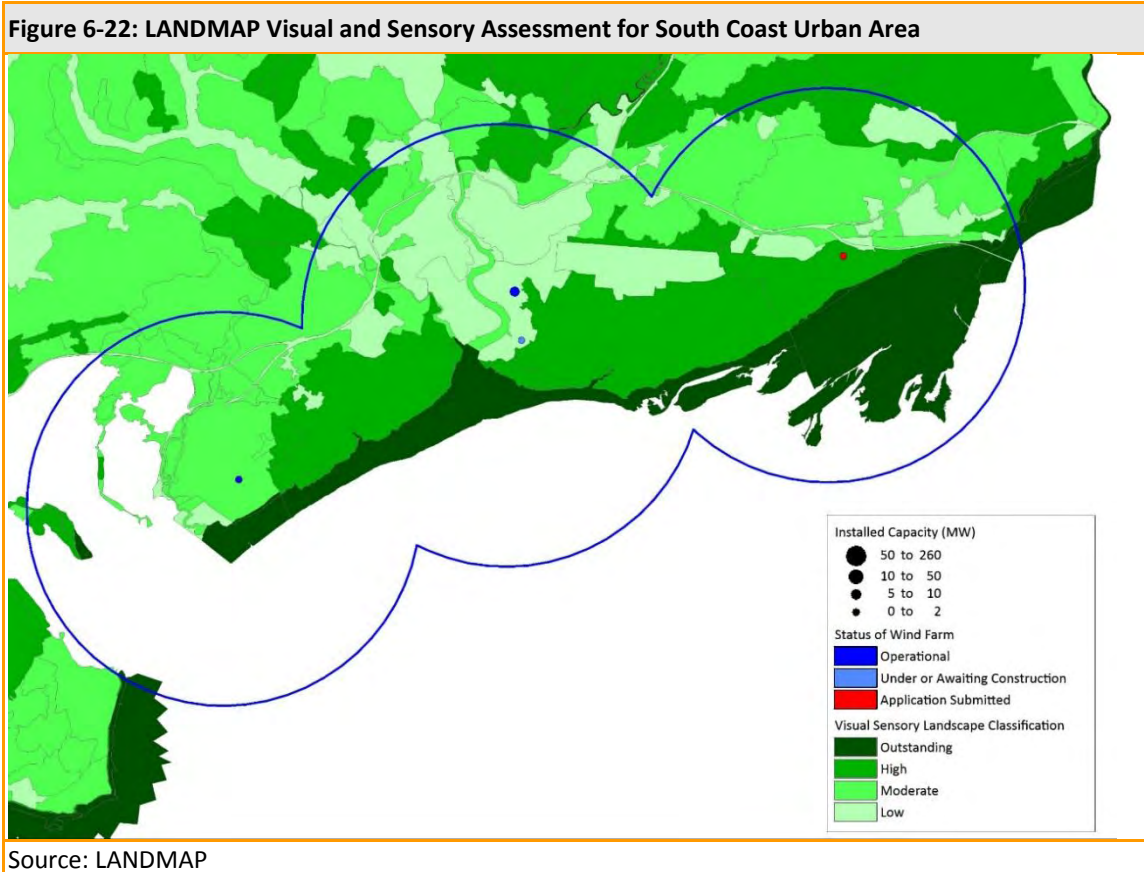 Figure 6-22: LANDMAP Visual and Sensory Assessment for South Coast Urban Area
Installed Capacity (MW)
50 to 260
10 to 50
5 to 10
0 to 2
Status of Wind Farm
Operational
Under or Awaiting Construction
Application Submitted
Visual Sensory Landscape Classification
Outstanding
High
Moderate
Low
Source: LANDMAP